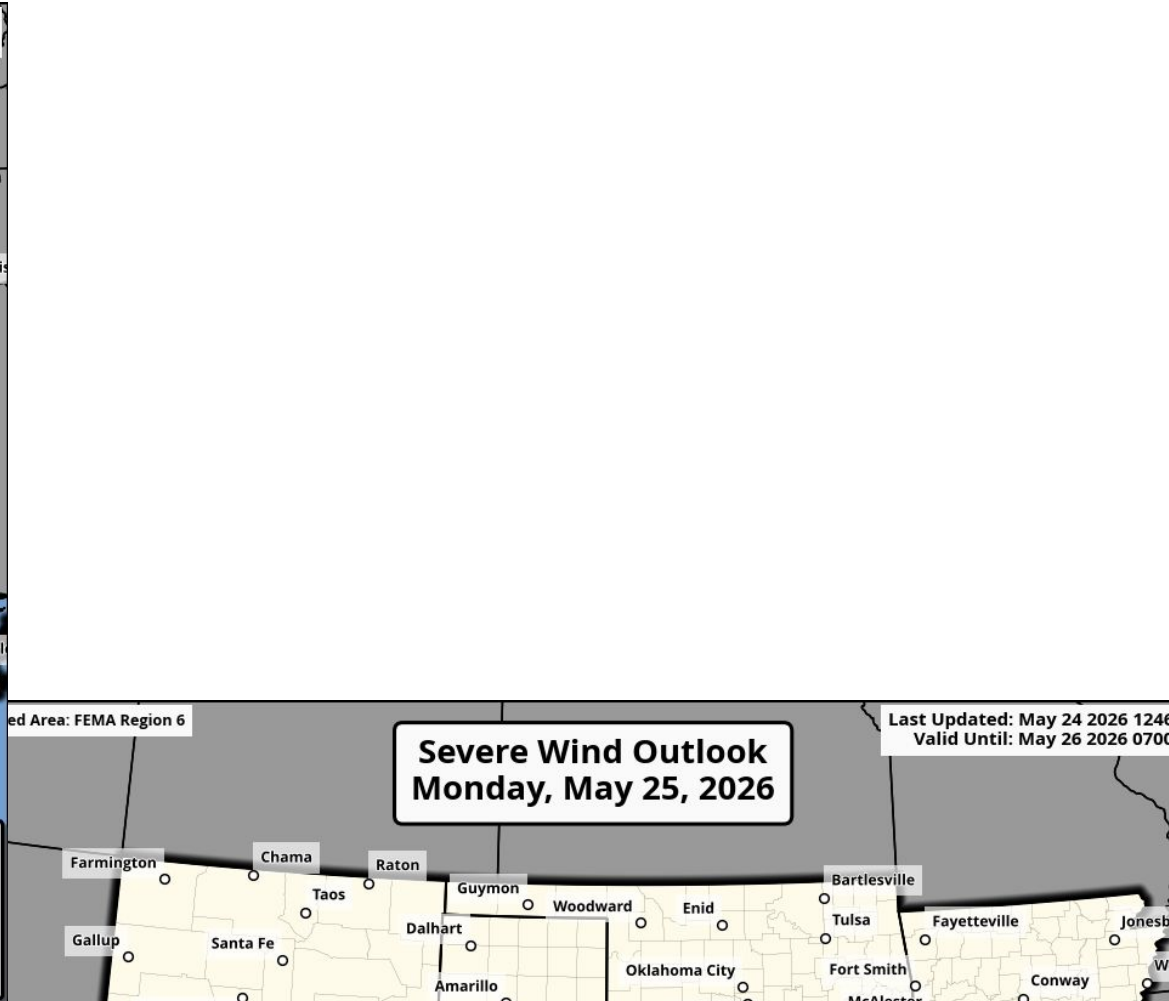 ed Area: FEMA Region 6
Last Updated: May 24 2026 1246
Valid Until: May 26 2026 0700
Severe Wind Outlook
Monday, May 25, 2026
Farmington
Chama
Raton
Taos
Guymon
Woodward
Enid
Bartlesville
Tulsa
Fayetteville
Jonesb
Gallup
Santa Fe
Dalhart
Oklahoma City
Fort Smith
Amarillo
Conway
McAlester
W